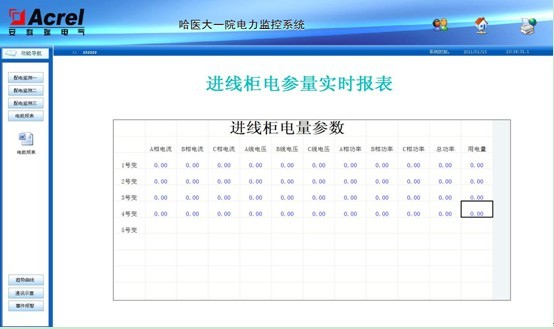 Acrel
安科瑞电气
哈医大一院电力监控系统
功能导航
系统时间:
配电监测一
配电监测二
配电监测三
电能报表
电能报表
趋势曲线
通讯示意
事件报警
进线柜电参量实时报表
进线柜电量参数
A相电流 B相电流 C相电流 A线电压 B线电压 C线电压 A相功率 B相功率 C相功率 总功率 用电量
1号变 0.00 0.00 0.00 0.00 0.00 0.00 0.00 0.00 0.00 0.00 0.00
2号变 0.00 0.00 0.00 0.00 0.00 0.00 0.00 0.00 0.00 0.00 0.00
3号变 0.00 0.00 0.00 0.00 0.00 0.00 0.00 0.00 0.00 0.00 0.00
4号变 0.00 0.00 0.00 0.00 0.00 0.00 0.00 0.00 0.00 0.00 0.00
5号变